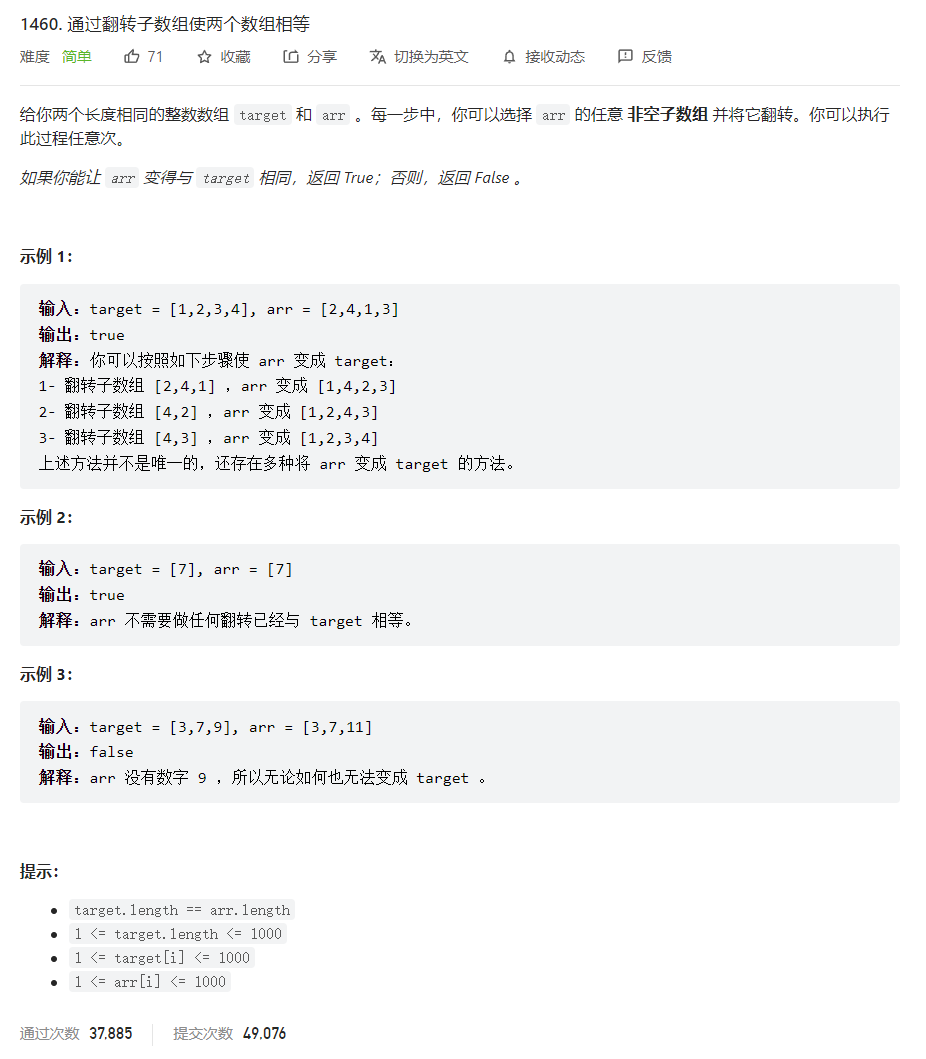 1460. 通过翻转子数组使两个数组相等
难度 简单 71 收藏 分享 切换为英文 接收动态 反馈
给你两个长度相同的整数数组 target 和 arr 。每一步中，你可以选择 arr 的任意 非空子数组 并将它翻转。你可以执行
此过程任意次。
如果你能让 arr 变得与 target 相同，返回 True；否则，返回 False 。
示例 1：
输入：target = [1,2,3,4], arr = [2,4,1,3]
输出：true
解释：你可以按照如下步骤使 arr 变成 target：
1- 翻转子数组 [2,4,1] ，arr 变成 [1,4,2,3]
2- 翻转子数组 [4,2] ，arr 变成 [1,2,4,3]
3- 翻转子数组 [4,3] ，arr 变成 [1,2,3,4]
上述方法并不是唯一的，还存在多种将 arr 变成 target 的方法。
示例 2：
输入：target = [7], arr = [7]
输出：true
解释：arr 不需要做任何翻转已经与 target 相等。
示例 3：
输入：target = [3,7,9], arr = [3,7,11]
输出：false
解释：arr 没有数字 9 ，所以无论如何也无法变成 target 。
提示：
target.length == arr.length
1 <= target.length <= 1000
1 <= target[i] <= 1000
1 <= arr[i] <= 1000
通过次数 37,885 提交次数 49,076